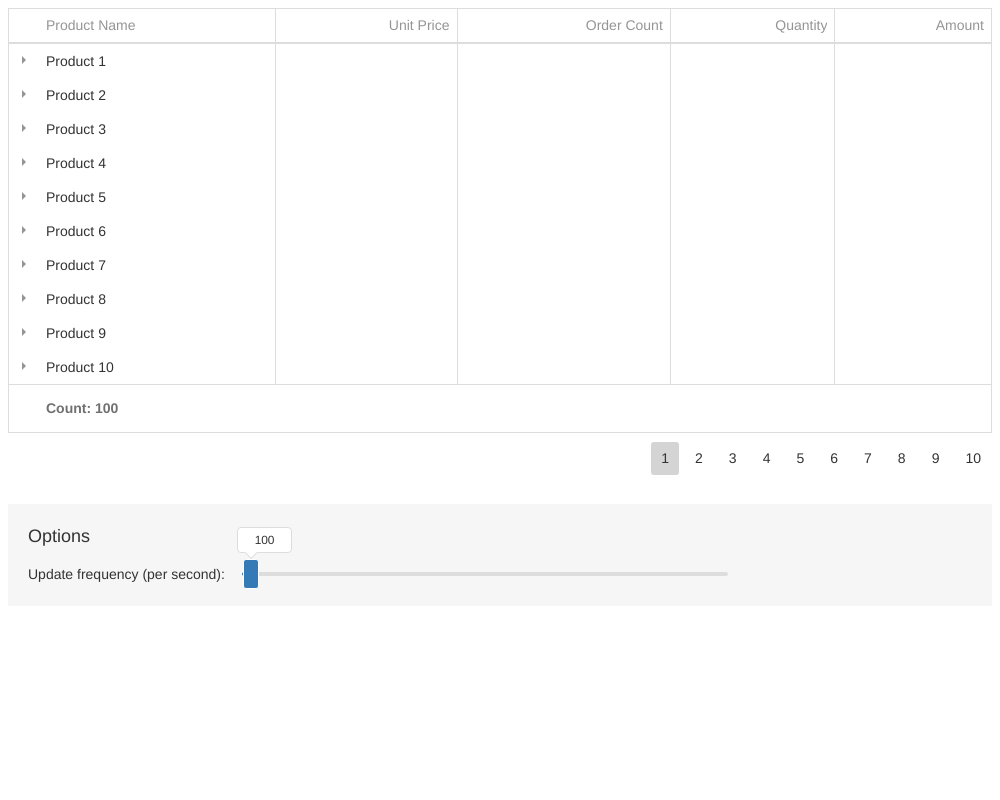 Product Name Unit Price Order Count Quantity Amount
Product 1
Product 2
Product 3
Product 4
Product 5
Product 6
Product 7
Product 8
Product 9
Product 10
Count: 100
1 2 3 4 5 6 7 8 9 10
Options
100
Update frequency (per second):